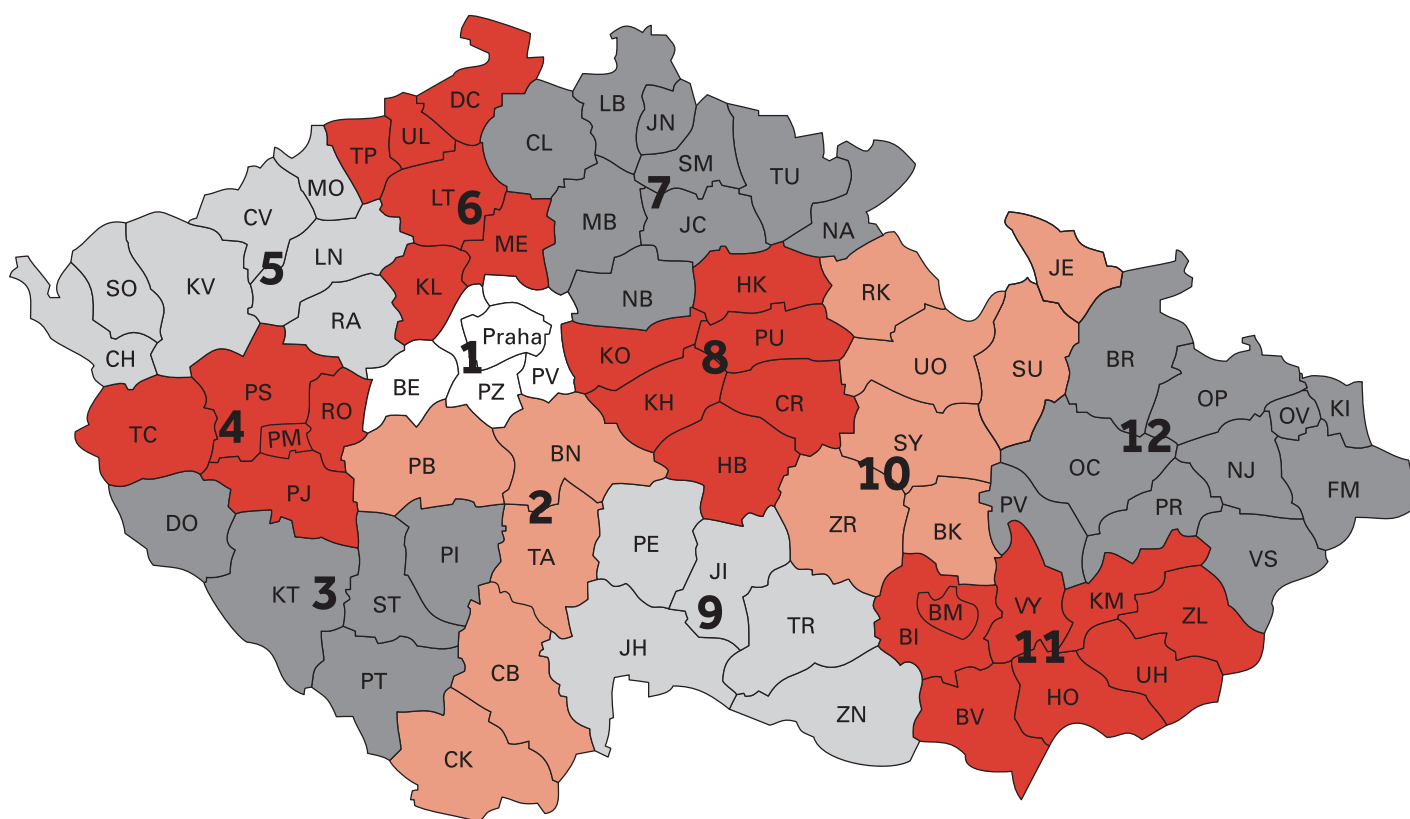 DC
LB
UL
JN
CL
TP
SM
TU
MO
LT
6
7
CV
MB
JC
NA
ME
LN
5
JE
SO
KV
KL
NB
HK
RK
RA
Praha
PU
CH
1
KO
8
BR
UO
SU
BE
PZ
PV
PS
RO
KH
CR
OP
KI
OV
TC
4
PM
SY
12
PB
BN
HB
10
OC
NJ
PJ
FM
2
PV
PR
DO
ZR
BK
PE
PI
TA
VS
JI
KT
3
ST
9
BM
VY
KM
TR
BI
ZL
JH
11
PT
CB
UH
HO
ZN
BV
CK